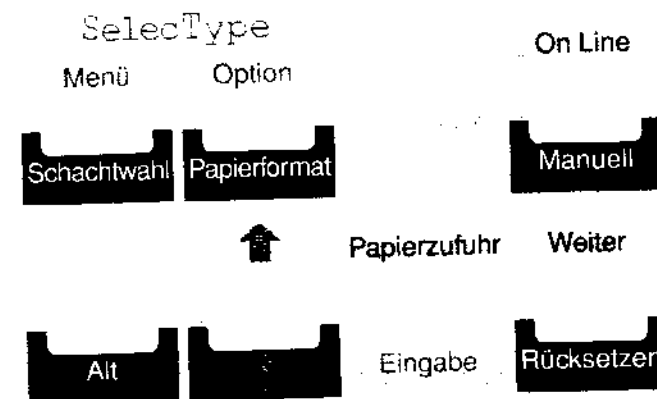 SelecType
On Line
Menü Option
Schachtwahl Papierformat Manuell
Papierzufuhr Weiter
Alt Eingabe Rücksetzen